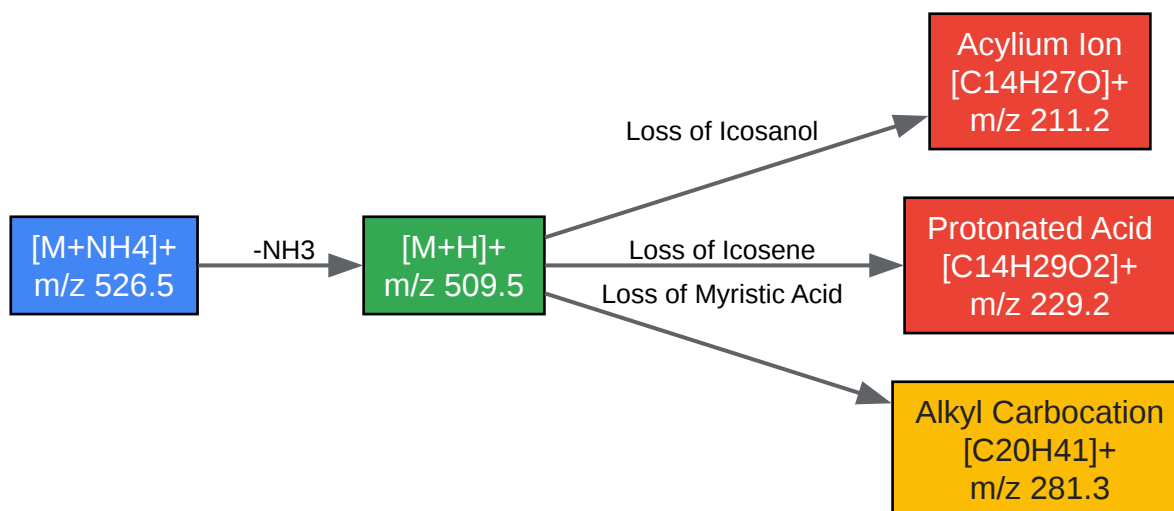 [M+NH4]+
m/z 526.5
-NH3
[M+H]+
m/z 509.5
Loss of Icosanol
Acylium Ion
[C14H27O]+
m/z 211.2
Loss of Icosene
Protonated Acid
[C14H29O2]+
m/z 229.2
Loss of Myristic Acid
Alkyl Carbocation
[C20H41]+
m/z 281.3